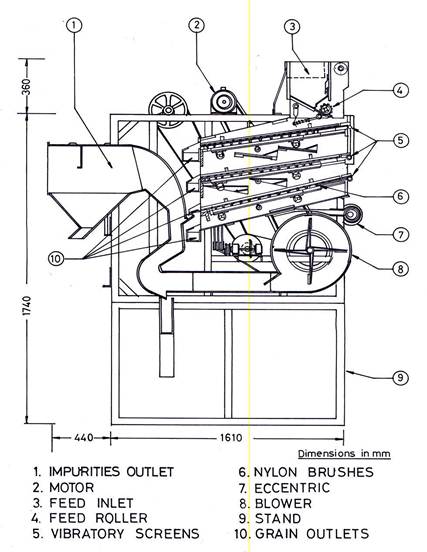 1
2
3
4
5
6
7
8
9
10
360
1740
440
1610
Dimensions in mm
1. IMPURITIES OUTLET
2. MOTOR
3. FEED INLET
4. FEED ROLLER
5. VIBRATORY SCREENS
6. NYLON BRUSHES
7. ECCENTRIC
8. BLOWER
9. STAND
10. GRAIN OUTLETS